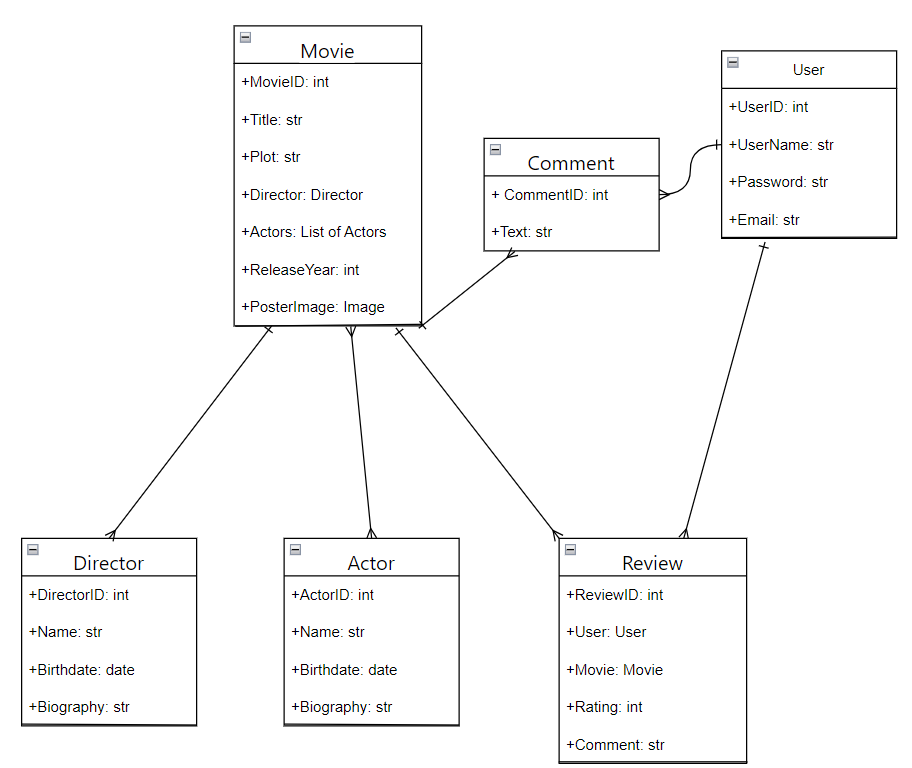 Movie
+MovieID: int
+Title: str
+Plot: str
+Director: Director
+Actors: List of Actors
+ReleaseYear: int
+PosterImage: Image
Comment
+ CommentID: int
+Text: str
User
+UserID: int
+UserName: str
+Password: str
+Email: str
Director
+DirectorID: int
+Name: str
+Birthdate: date
+Biography: str
Actor
+ActorID: int
+Name: str
+Birthdate: date
+Biography: str
Review
+ReviewID: int
+User: User
+Movie: Movie
+Rating: int
+Comment: str